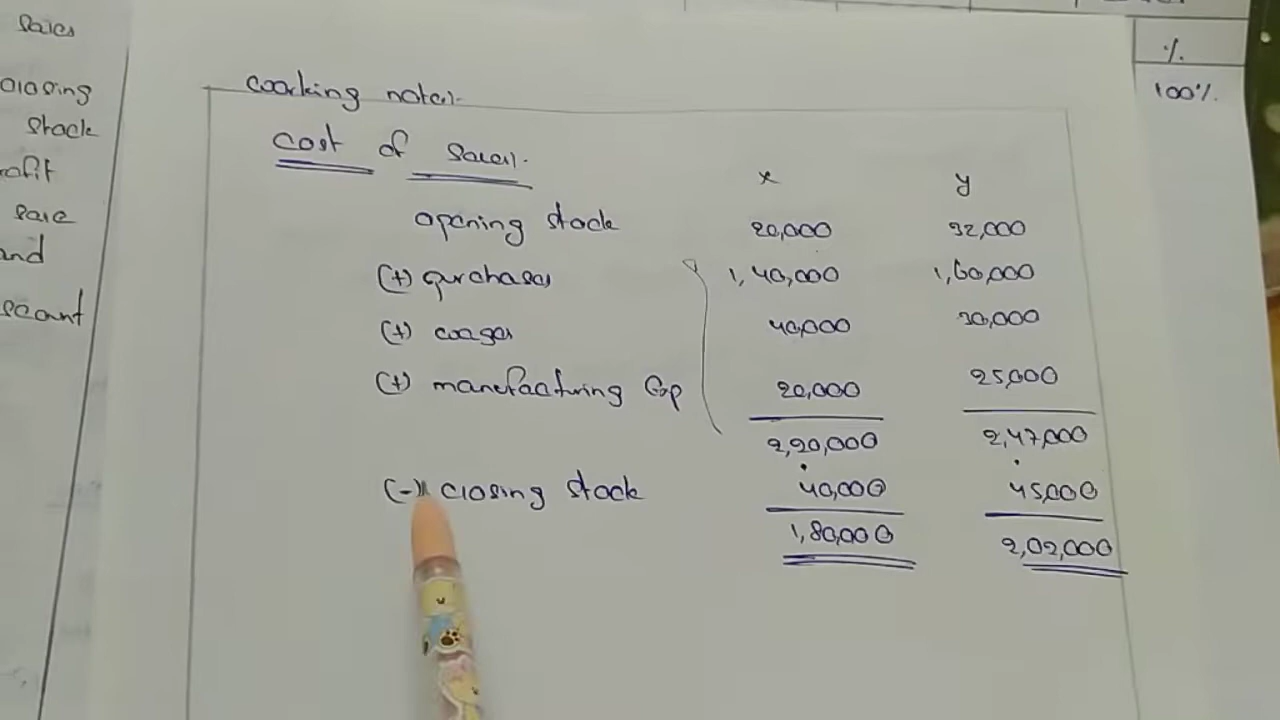 Sales
closing
stock
rofit
sale
and
scount
%
100%
working notes:-
cost of sales:-
x y
opening stock 20,000 32,000
(+) purchases 1,40,000 1,60,000
(+) wages 40,000 30,000
(+) manufacturing Exp 20,000 25,000
2,20,000 2,47,000
(-) closing stock 40,000 45,000
1,80,000 2,02,000